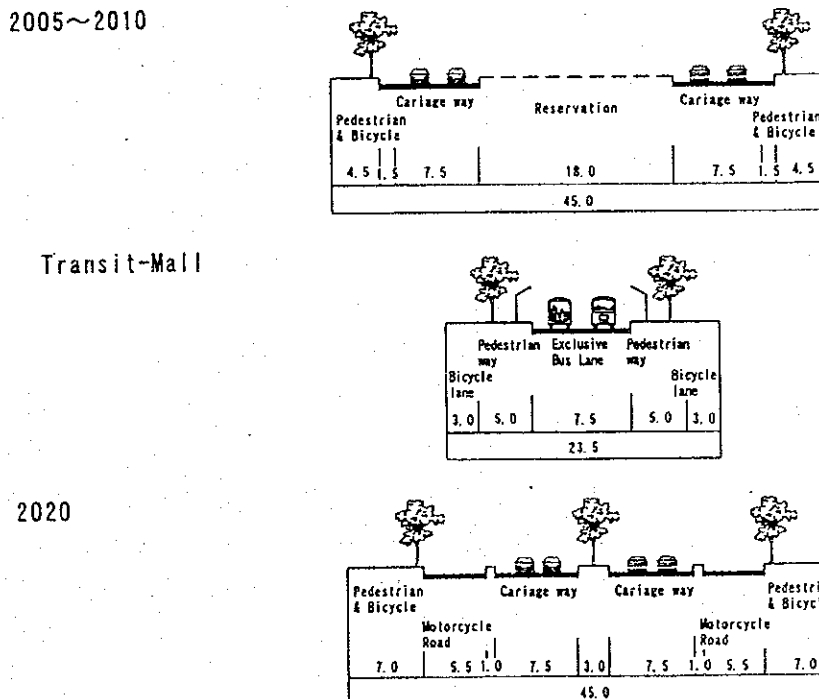 2005~2010
Cariage way
Reservation
Cariage way
Pedestrian
& Bicycle
Pedestrian
& Bicycle
4.5 1.5 7.5 18.0 7.5 1.5 4.5
45.0
Transit-Mall
Pedestrian
way
Exclusive
Bus Lane
Pedestrian
way
Bicycle
lane
Bicycle
lane
3.0 5.0 7.5 5.0 3.0
23.5
2020
Pedestrian
& Bicycle
Cariage way
Cariage way
Pedestri
& Bicycl
Motorcycle
Road
Motorcycle
Road
7.0 5.5 1.0 7.5 3.0 7.5 1.0 5.5 7.0
45.0